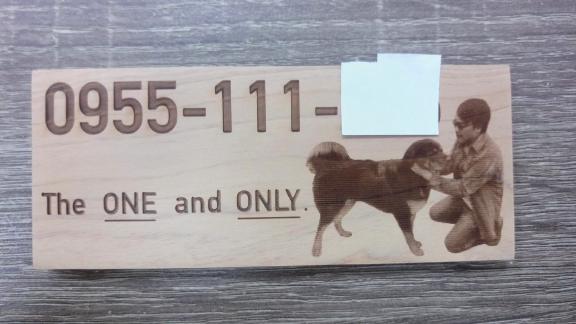 0955-111-
The ONE and ONLY.